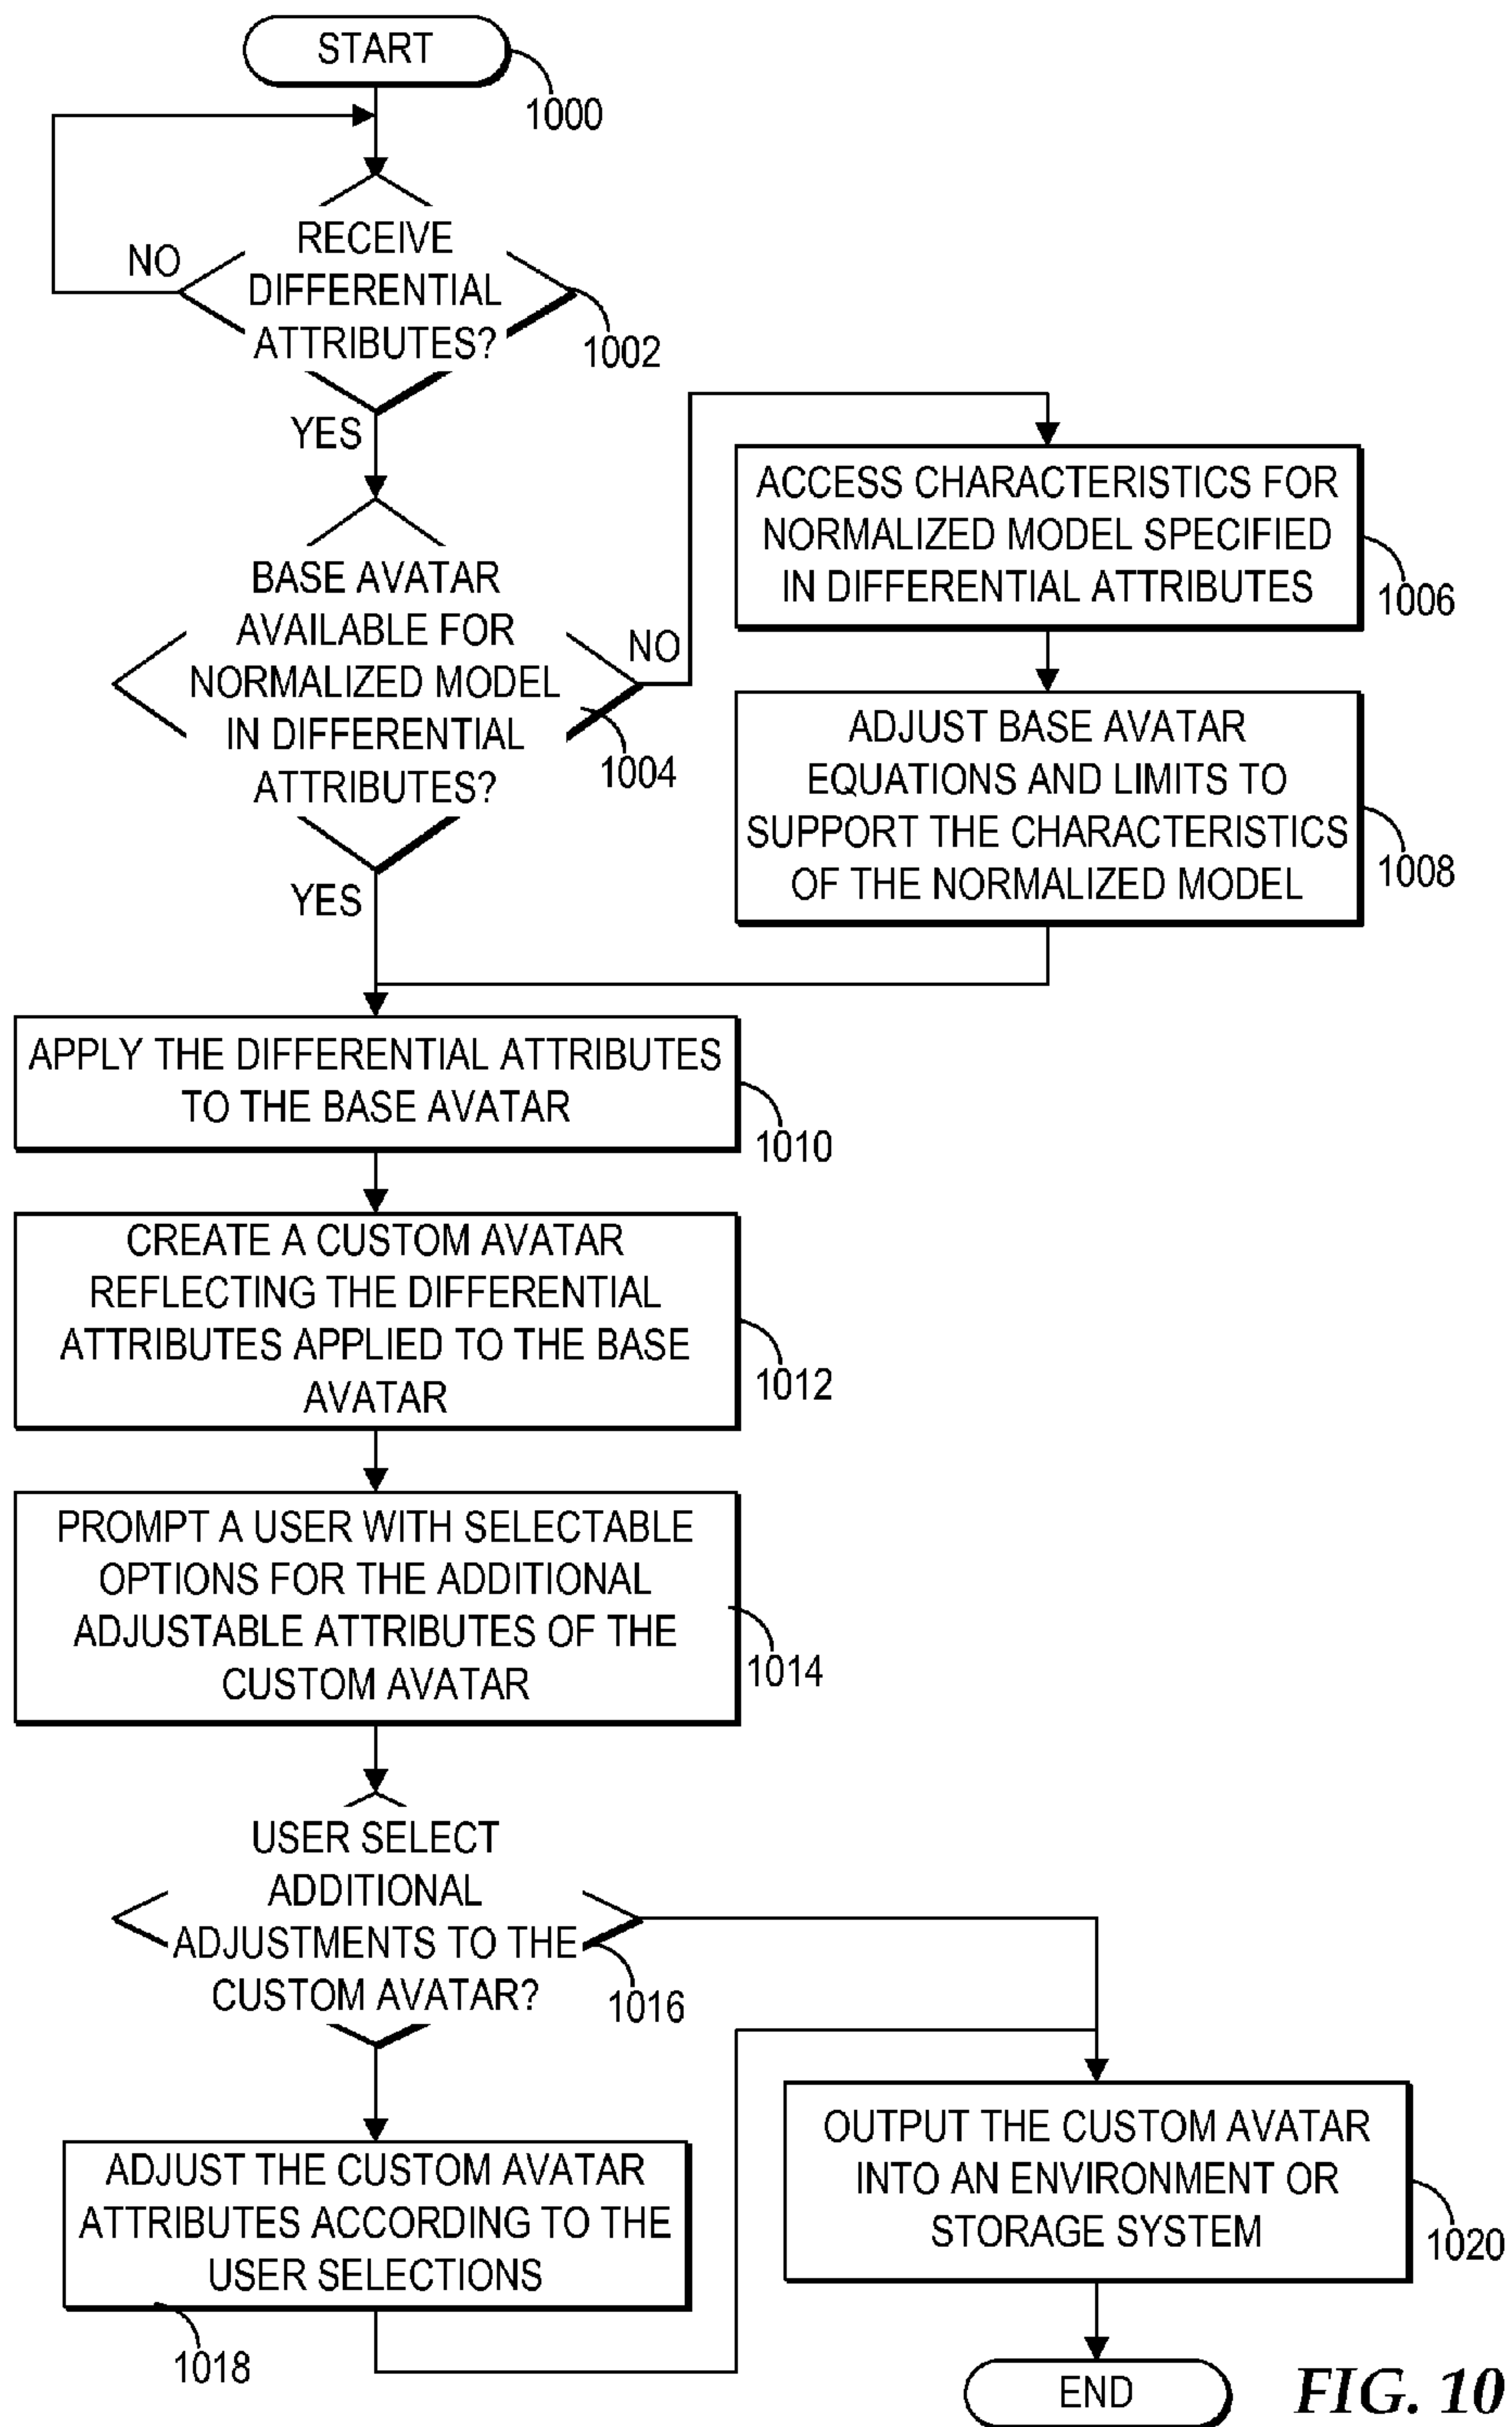 START
1000
RECEIVE
DIFFERENTIAL
ATTRIBUTES?
NO
1002
YES
BASE AVATAR
AVAILABLE FOR
NORMALIZED MODEL
IN DIFFERENTIAL
ATTRIBUTES?
NO
1004
YES
ACCESS CHARACTERISTICS FOR
NORMALIZED MODEL SPECIFIED
IN DIFFERENTIAL ATTRIBUTES
1006
ADJUST BASE AVATAR
EQUATIONS AND LIMITS TO
SUPPORT THE CHARACTERISTICS
OF THE NORMALIZED MODEL
1008
APPLY THE DIFFERENTIAL ATTRIBUTES
TO THE BASE AVATAR
1010
CREATE A CUSTOM AVATAR
REFLECTING THE DIFFERENTIAL
ATTRIBUTES APPLIED TO THE BASE
AVATAR
1012
PROMPT A USER WITH SELECTABLE
OPTIONS FOR THE ADDITIONAL
ADJUSTABLE ATTRIBUTES OF THE
CUSTOM AVATAR
1014
USER SELECT
ADDITIONAL
ADJUSTMENTS TO THE
CUSTOM AVATAR?
1016
ADJUST THE CUSTOM AVATAR
ATTRIBUTES ACCORDING TO THE
USER SELECTIONS
1018
OUTPUT THE CUSTOM AVATAR
INTO AN ENVIRONMENT OR
STORAGE SYSTEM
1020
END
FIG. 10